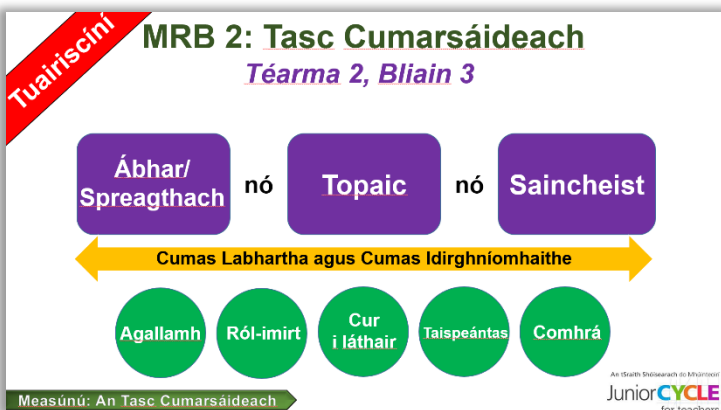 Tuairiscíní
MRB 2: Tasc Cumarsáideach
Téarma 2, Bliain 3
Ábhar/
Spreagthach
nó
Topaic
nó
Saincheist
Cumas Labhartha agus Cumas Idirghníomhaithe
Agallamh
Ról-imirt
Cur
i láthair
Taispeántas
Comhrá
Measúnú: An Tasc Cumarsáideach
An tSraith Shóisearach do Mhúinteoirí
JuniorCYCLE
for teachers